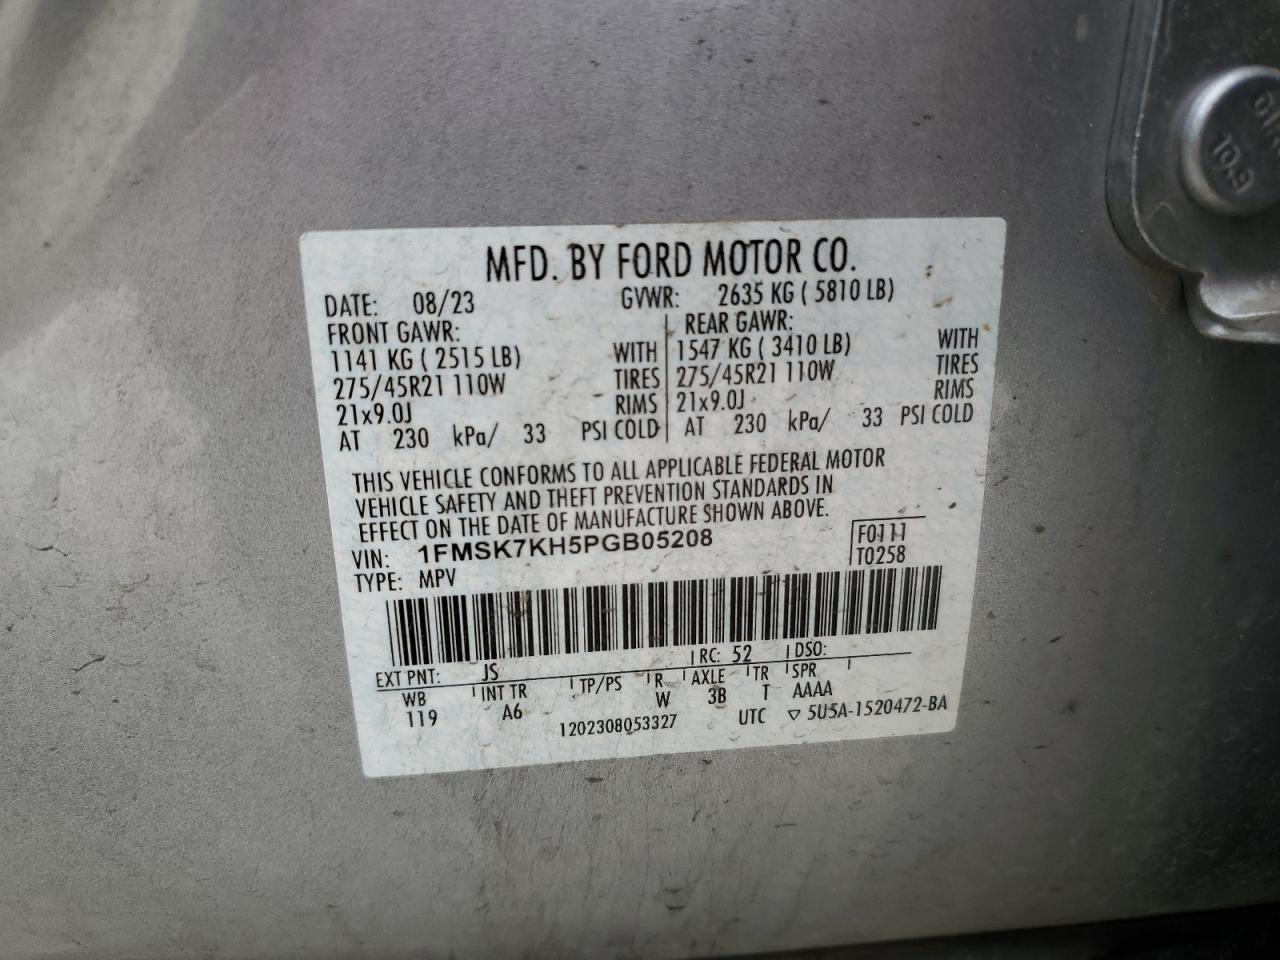 MFD. BY FORD MOTOR CO.
DATE: 08/23 GVWR: 2635 KG ( 5810 LB)
FRONT GAWR: REAR GAWR:
1141 KG ( 2515 LB) WITH 1547 KG ( 3410 LB) WITH
275/45R21 110W TIRES 275/45R21 110W TIRES
21x9.0J RIMS 21x9.0J RIMS
AT 230 kPa/ 33 PSI COLD AT 230 kPa/ 33 PSI COLD
THIS VEHICLE CONFORMS TO ALL APPLICABLE FEDERAL MOTOR
VEHICLE SAFETY AND THEFT PREVENTION STANDARDS IN
EFFECT ON THE DATE OF MANUFACTURE SHOWN ABOVE.
VIN: 1FMSK7KH5PGB05208 F0111
TYPE: MPV T0258
EXT PNT: JS RC: 52 DSO:
WB INT TR TP/PS R AXLE TR SPR
119 A6 W 3B T AAAA
1202308053327 UTC ▽ 5U5A-1520472-BA
10.9